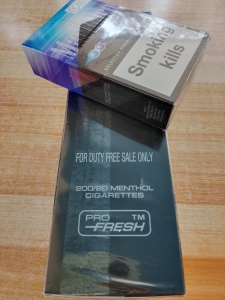 Smoking
kills
FOR DUTY FREE SALE ONLY
200/20 MENTHOL
CIGARETTES
PRO TM
FRESH